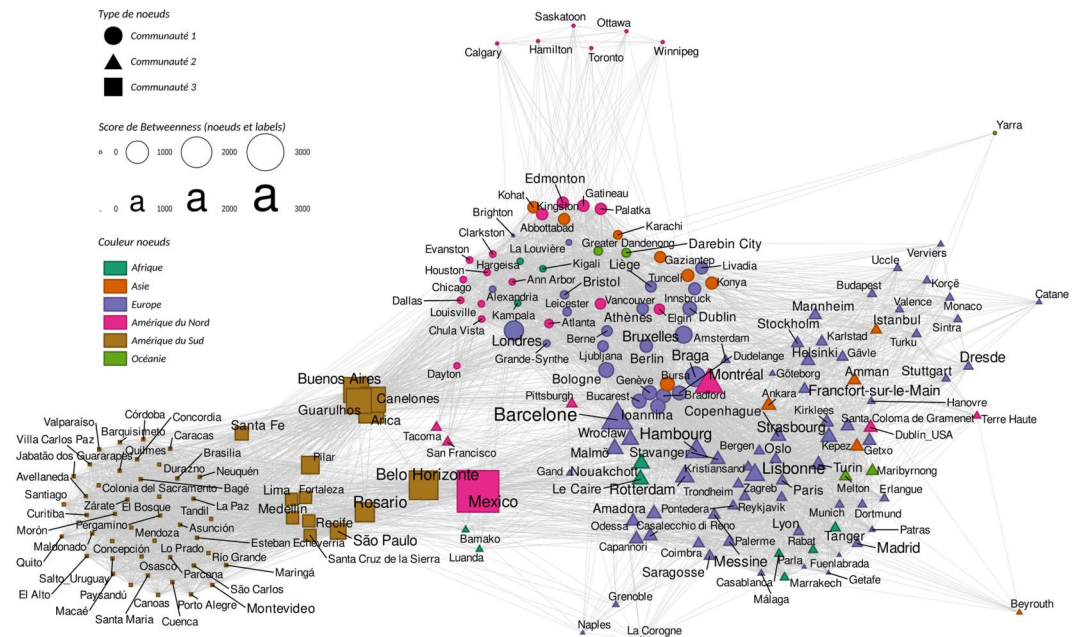 Type de noeuds
Communauté 1
Communauté 2
Communauté 3
Score de Betweenness (noeuds et labels)
0 1000 2000 3000
a a a
0 1000 2000 3000
Couleur noeuds
Afrique
Asie
Europe
Amérique du Nord
Amérique du Sud
Océanie
Saskatoon
Ottawa
Calgary
Hamilton
Toronto
Winnipeg
Yarra
Edmonton
Kohat
Kingston
Gatineau
Palatka
Brighton
Abbottabad
Karachi
Clarkston
La Louvière
Greater Dandenong
Darebin City
Evanston
Hargeisa
Kigali
Liège
Gaziantep
Livadia
Houston
Ann Arbor
Bristol
Tunceli
Konya
Chicago
Alexandria
Leicester
Vancouver
Innsbruck
Dallas
Louisville
Kampala
Atlanta
Athènes
Elgin
Dublin
Chula Vista
Londres
Berne
Bruxelles
Amsterdam
Grande-Synthe
Ljubljana
Berlin
Braga
Dudelange
Dayton
Bologne
Genève
Bursa
Montréal
Pittsburgh
Bucarest
Bradford
Barcelone
Ioannina
Copenhague
Ankara
Wrocław
Hambourg
Tacoma
San Francisco
Malmö
Stavanger
Bergen
Oslo
Strasbourg
Gand
Nouakchott
Kristiansand
Lisbonne
Le Caire
Rotterdam
Trondheim
Zagreb
Paris
Turin
Melton
Maribyrnong
Kepez
Getxo
Dublin_USA
Santa Coloma de Gramenet
Terre Haute
Kirklees
Hanovre
Francfort-sur-le-Main
Amman
Göteborg
Helsinki
Gävle
Stuttgart
Dresde
Stockholm
Karlstad
Istanbul
Turku
Sintra
Mannheim
Valence
Monaco
Budapest
Korçë
Uccle
Verviers
Catane
Amadora
Pontedera
Reykjavik
Munich
Dortmund
Erlangue
Odessa
Casalecchio di Reno
Lyon
Tanger
Patras
Capannori
Palerme
Rabat
Madrid
Coimbra
Messine
Parla
Fuenlabrada
Saragosse
Casablanca
Marrakech
Getafe
Málaga
Beyrouth
Grenoble
Naples
La Corogne
Bamako
Luanda
Mexico
Buenos Aires
Canelones
Guarulhos
Arica
Santa Fe
Pilar
Belo Horizonte
Lima
Fortaleza
Rosario
Medellin
Recife
São Paulo
Santa Cruz de la Sierra
Córdoba
Concordia
Valparaíso
Barquisimeto
Caracas
Villa Carlos Paz
Quilmes
Brasilia
Jabatão dos Guararapes
Durazno
Neuquén
Avellaneda
Colonia del Sacramento
Bagé
Santiago
Zárate
El Bosque
Tandil
La Paz
Curitiba
Pergamino
Asunción
Morón
Mendoza
Esteban Echeverría
Maldonado
Concepción
Lo Prado
Río Grande
Quito
Osasco
Parcona
Maringá
Salto_Uruguay
São Carlos
El Alto
Paysandú
Canoas
Porto Alegre
Montevideo
Macaé
Santa Maria
Cuenca